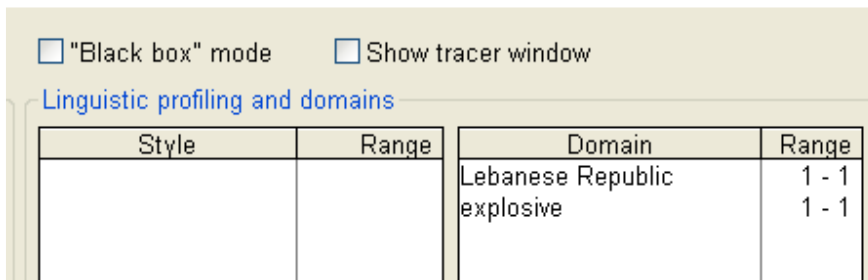 "Black box" mode Show tracer window
Linguistic profiling and domains
Style Range Domain Range
Lebanese Republic 1 - 1
explosive 1 - 1